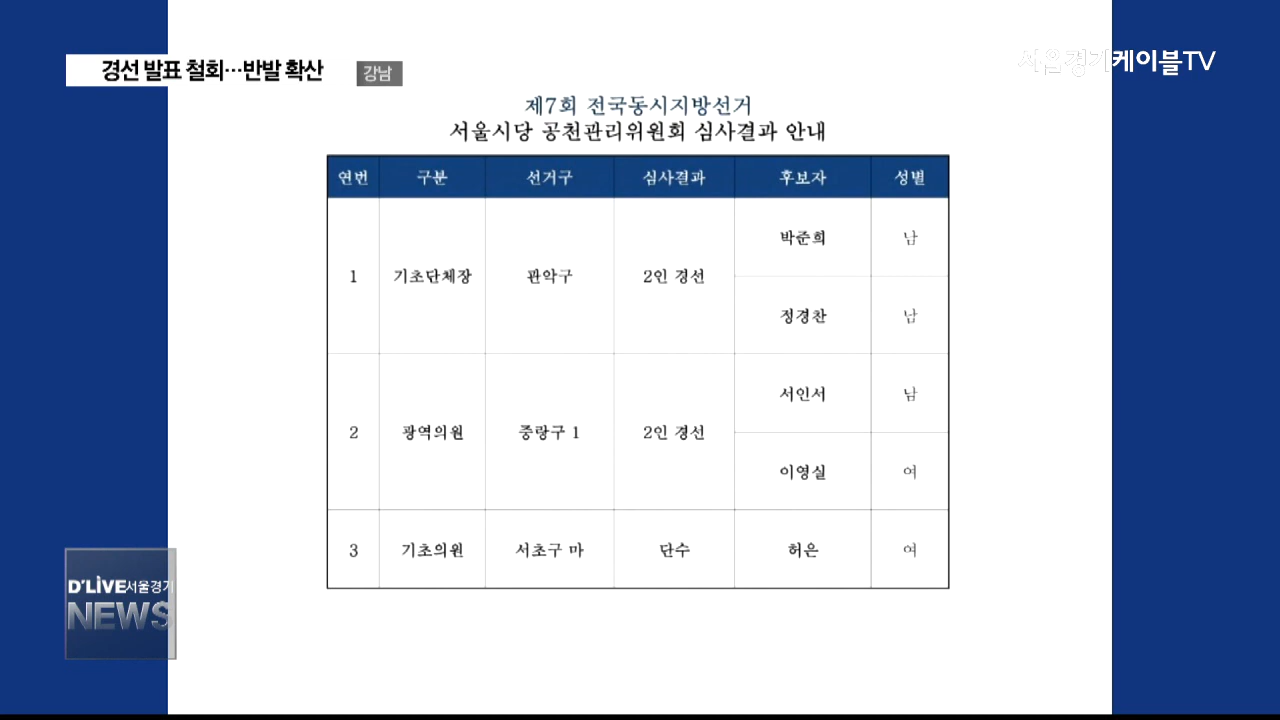 경선 발표 철회…반발 확산 강남
서울경기케이블TV
제7회 전국동시지방선거
서울시당 공천관리위원회 심사결과 안내
연번 구분 선거구 심사결과 후보자 성별
1 기초단체장 관악구 2인 경선 박준희 남
정경찬 남
2 광역의원 중랑구 1 2인 경선 서인서 남
이영실 여
3 기초의원 서초구 마 단수 허은 여
D'LIVE서울경기
NEWS